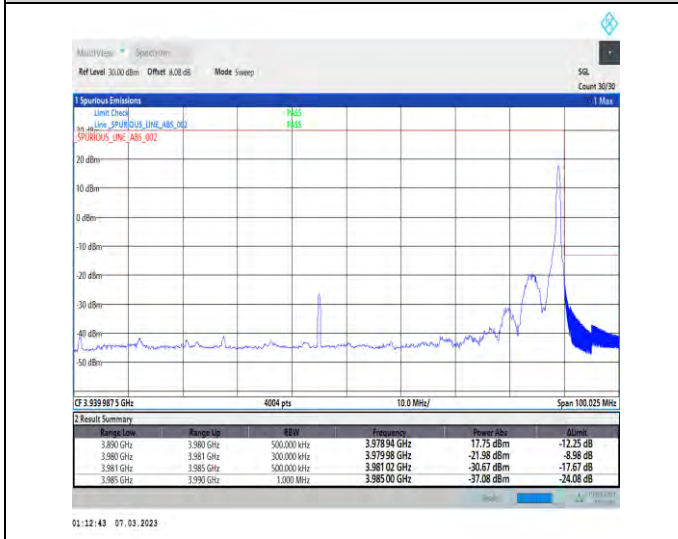 MultiView Spectrum
Ref Level 30.00 dBm Offset 8.08 dB Mode Sweep SGL
Count 30/30
1 Spurious Emissions 1 Max
Limit Check PASS
Line _SPURIOUS_LINE_ABS_002 PASS
_SPURIOUS_LINE_ABS_002
20 dBm
10 dBm
0 dBm
-10 dBm
-20 dBm
-30 dBm
-40 dBm
-50 dBm
CF 3.939 987 5 GHz 4004 pts 10.0 MHz/ Span 100.025 MHz
2 Result Summary
Range Low Range Up RBW Frequency Power Abs ΔLimit
3.890 GHz 3.980 GHz 500.000 kHz 3.978 94 GHz 17.75 dBm -12.25 dB
3.980 GHz 3.981 GHz 300.000 kHz 3.979 98 GHz -21.98 dBm -8.98 dB
3.981 GHz 3.985 GHz 500.000 kHz 3.981 02 GHz -30.67 dBm -17.67 dB
3.985 GHz 3.990 GHz 1.000 MHz 3.985 00 GHz -37.08 dBm -24.08 dB
01:12:43 07.03.2023